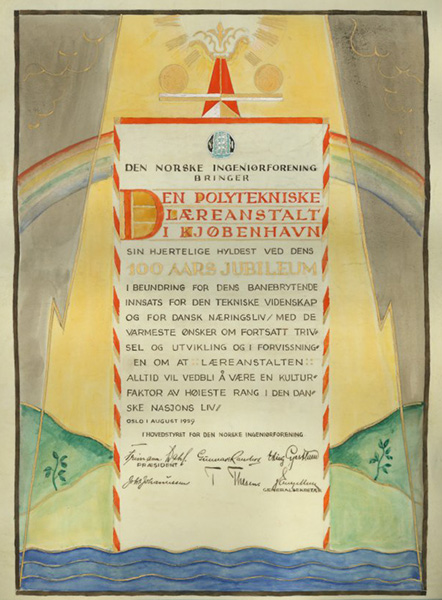 DEN NORSKE INGENIØRFORENING
BRINGER
DEN POLYTEKNISKE
LÆREANSTALT
I KJØBENHAVN
SIN HJERTELIGE HYLDEST VED DENS
100 AARS JUBILEUM
I BEUNDRING FOR DENS BANEBRYTENDE
INNSATS FOR DEN TEKNISKE VIDENSKAP
OG FOR DANSK NÆRINGSLIV/ MED DE
VARMESTE ØNSKER OM FORTSATT TRIV-
SEL OG UTVIKLING OG I FORVISSNING-
EN OM AT LÆREANSTALTEN
ALLTID VIL VEDBLI Å VÆRE EN KULTUR-
FAKTOR AV HØIESTE RANG I DEN DAN-
SKE NASJONS LIV/
OSLO I AUGUST 1929
I HOVEDSTYRET FOR DEN NORSKE INGENIØRFORENING
PRÆSIDENT
GENERALSEKRETÆR